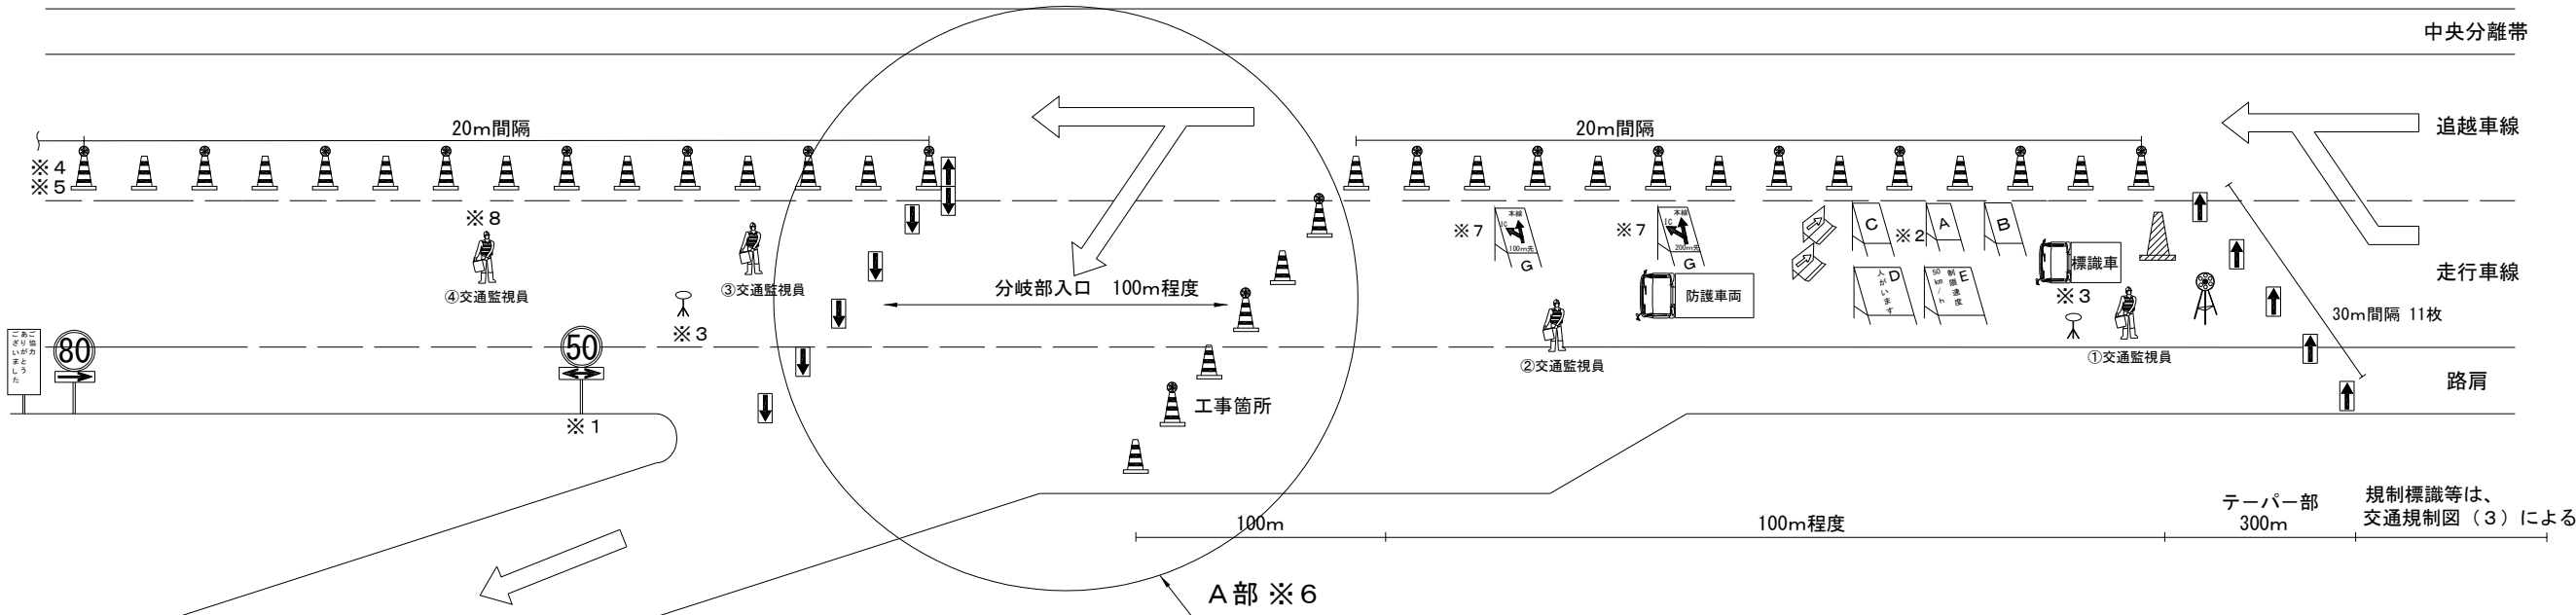 中央分離帯
20m間隔
20m間隔
追越車線
※4
※5
※8
④交通監視員
③交通監視員
※3
分岐部入口 100m程度
※7
本線
IC
100m先
G
※7
本線
IC
200m先
G
防護車両
②交通監視員
C
※2
A
B
D
人がいます
E
制限速度
50km/h
標識車
※3
①交通監視員
走行車線
30m間隔 11枚
路肩
ご協力
ありがとう
ございました
80
50
※1
工事箇所
100m
100m程度
テーパー部
300m
規制標識等は、
交通規制図（3）による
A部 ※6